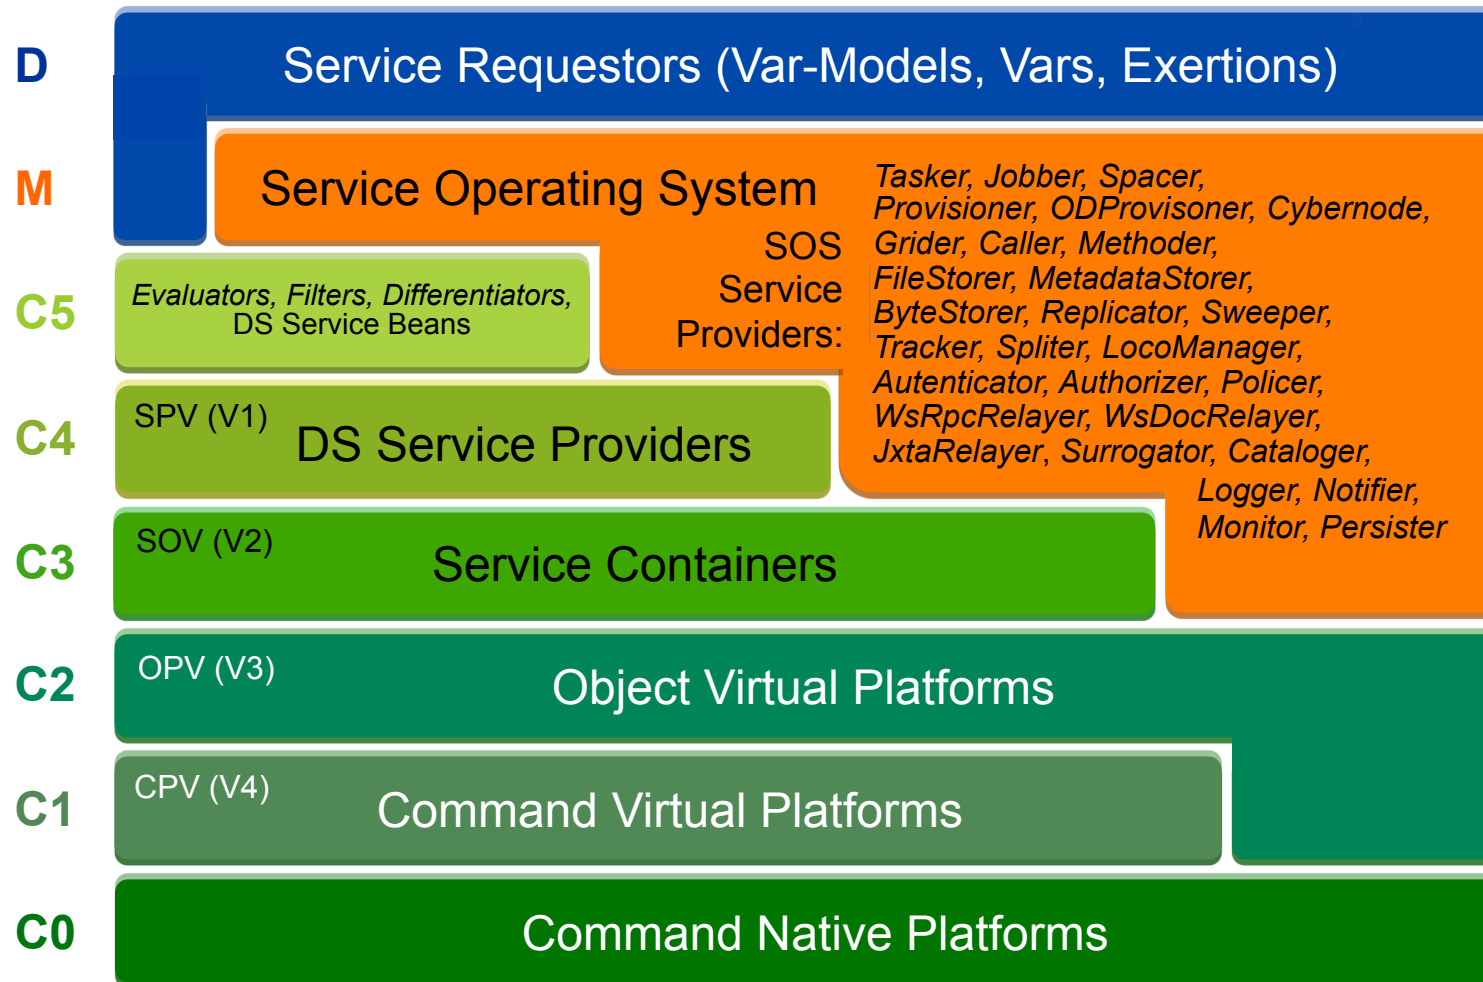 D
Service Requestors (Var-Models, Vars, Exertions)
M
Service Operating System
SOS
Service
Providers:
Tasker, Jobber, Spacer,
Provisioner, ODProvisoner, Cybernode,
Grider, Caller, Methoder,
FileStorer, MetadataStorer,
ByteStorer, Replicator, Sweeper,
Tracker, Spliter, LocoManager,
Autenticator, Authorizer, Policer,
WsRpcRelayer, WsDocRelayer,
JxtaRelayer, Surrogator, Cataloger,
Logger, Notifier,
Monitor, Persister
C5
Evaluators, Filters, Differentiators,
DS Service Beans
C4
SPV (V1)
DS Service Providers
C3
SOV (V2)
Service Containers
C2
OPV (V3)
Object Virtual Platforms
C1
CPV (V4)
Command Virtual Platforms
C0
Command Native Platforms